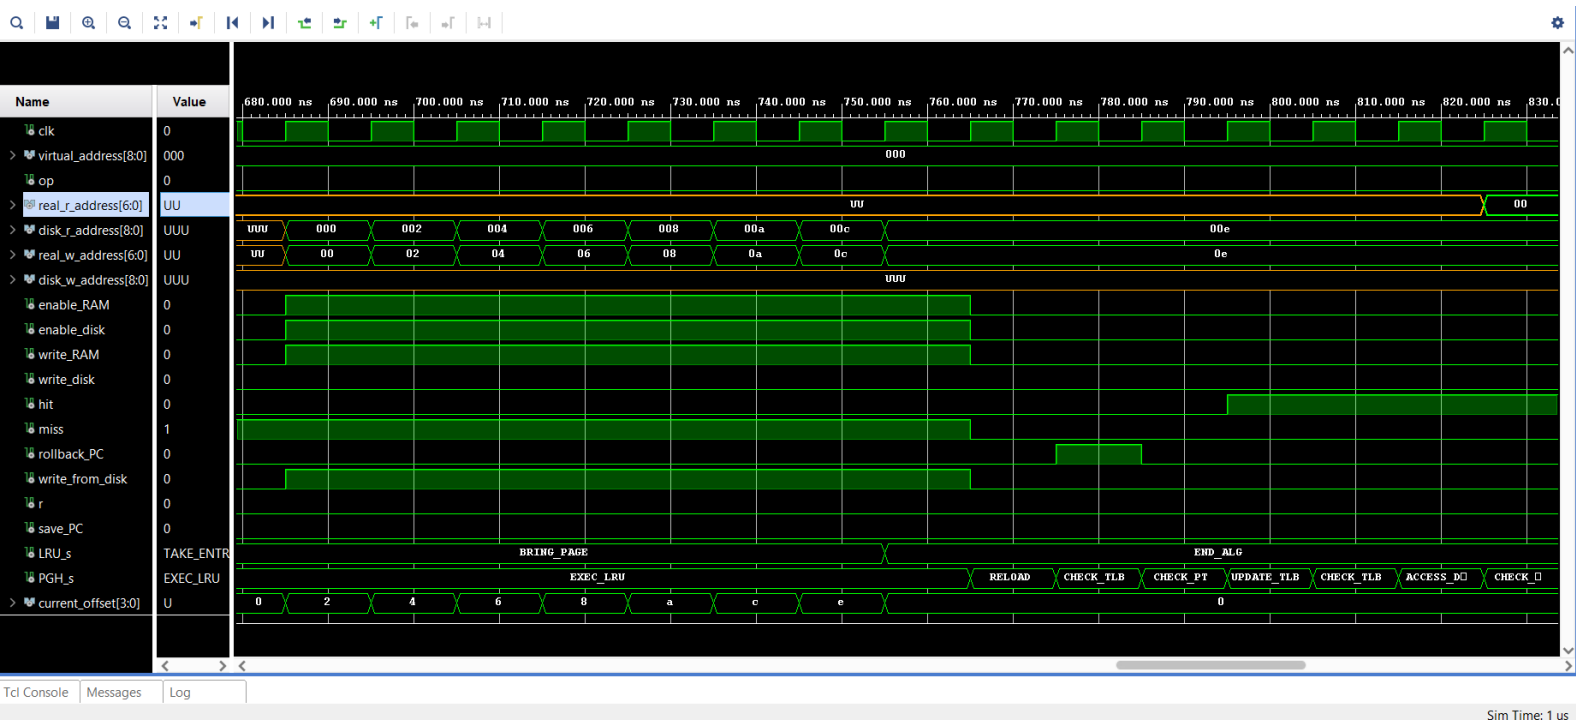 Name Value 680.000 ns 690.000 ns 700.000 ns 710.000 ns 720.000 ns 730.000 ns 740.000 ns 750.000 ns 760.000 ns 770.000 ns 780.000 ns 790.000 ns 800.000 ns 810.000 ns 820.000 ns 830.0
clk 0
virtual_address[8:0] 000 000
op 0
real_r_address[6:0] UU UU 00
disk_r_address[8:0] UUU UUU 000 002 004 006 008 00a 00c 00e
real_w_address[6:0] UU UU 00 02 04 06 08 0a 0c 0e
disk_w_address[8:0] UUU UUU
enable_RAM 0
enable_disk 0
write_RAM 0
write_disk 0
hit 0
miss 1
rollback_PC 0
write_from_disk 0
r 0
save_PC 0
LRU_s TAKE_ENTR BRING_PAGE END_ALG
PGH_s EXEC_LRU EXEC_LRU RELOAD CHECK_TLB CHECK_PT UPDATE_TLB CHECK_TLB ACCESS_D□ CHECK_□
current_offset[3:0] U 0 2 4 6 8 a c e 0
Tcl Console Messages Log
Sim Time: 1 us